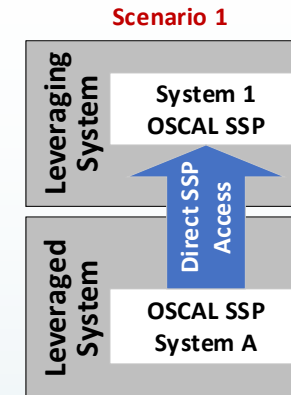 Scenario 1
Leveraging
System
System 1
OSCAL SSP
Direct SSP
Access
Leveraged
System
OSCAL SSP
System A